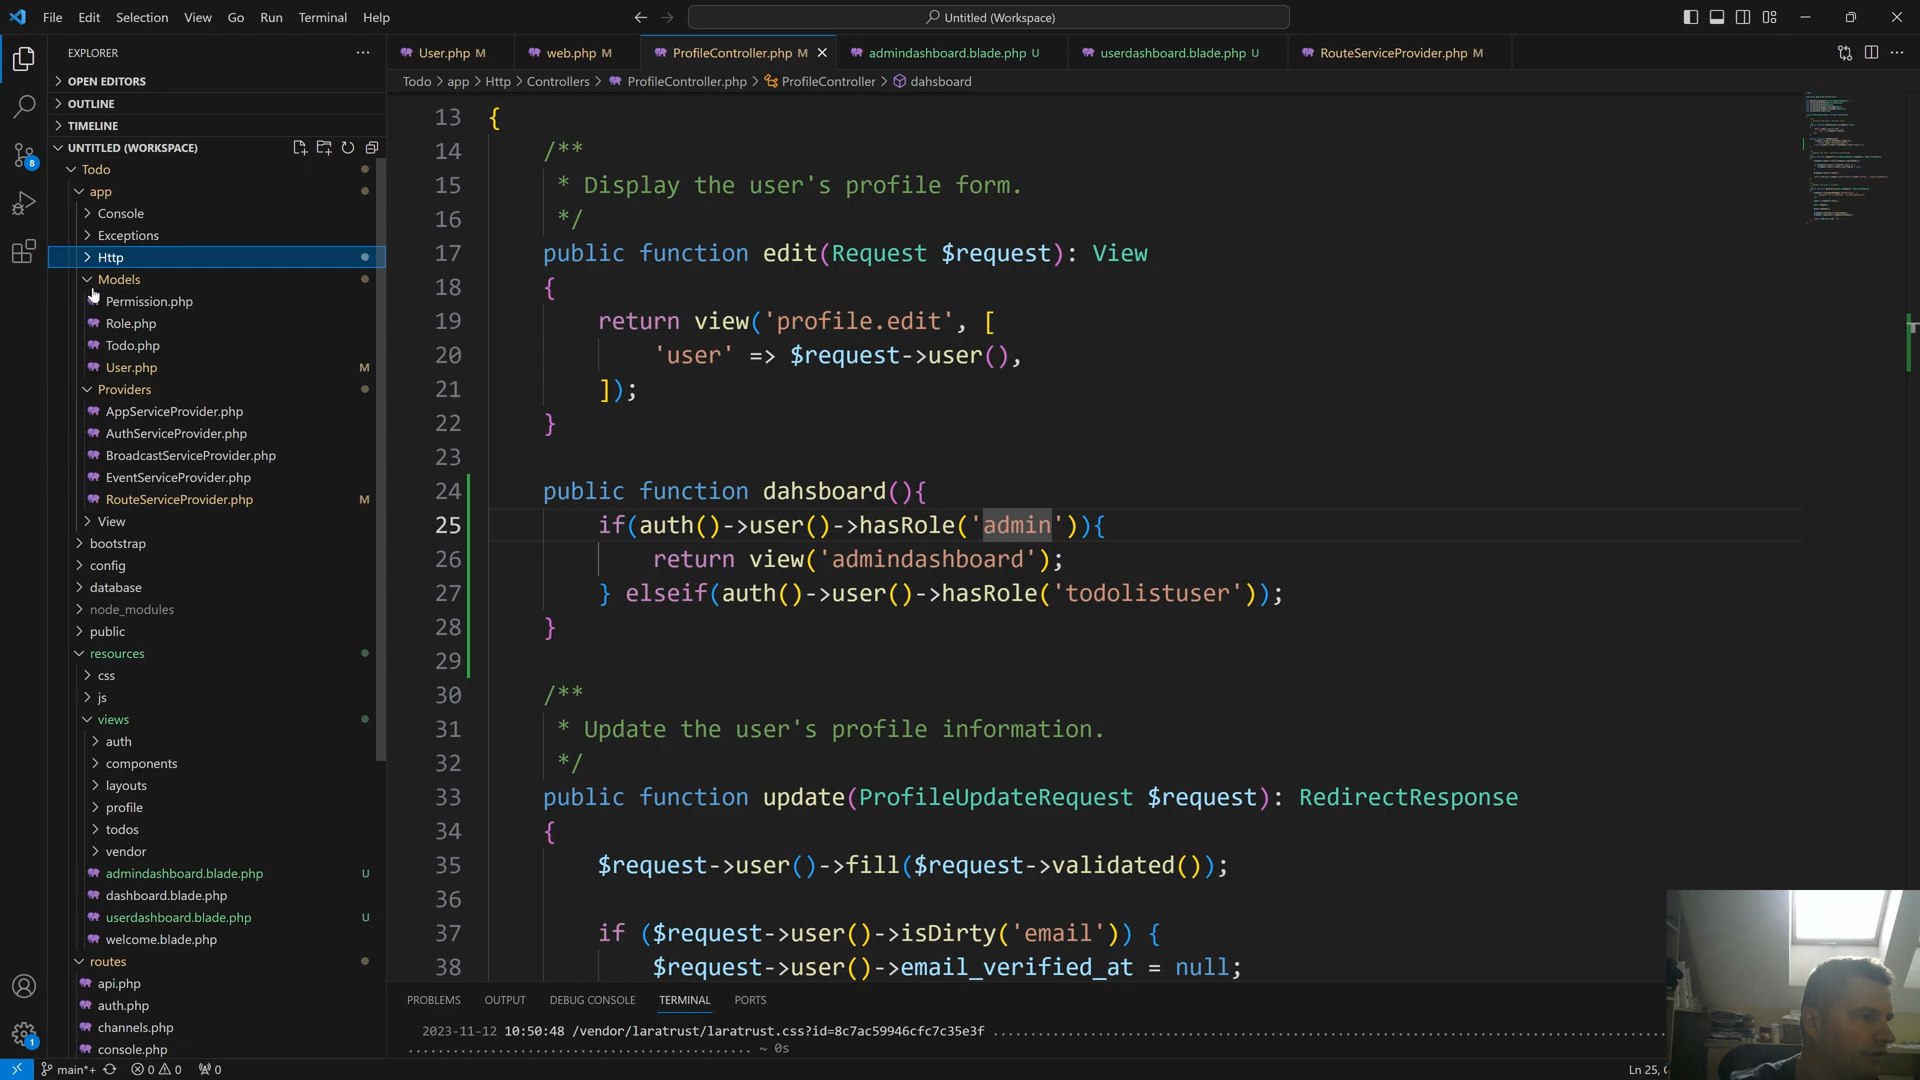 File Edit Selection View Go Run Terminal Help
Untitled (Workspace)
EXPLORER
User.php M
web.php M
ProfileController.php M
admindashboard.blade.php U
userdashboard.blade.php U
RouteServiceProvider.php M
Todo > app > Http > Controllers > ProfileController.php > ProfileController > dahsboard
OPEN EDITORS
OUTLINE
TIMELINE
UNTITLED (WORKSPACE)
Todo
app
Console
Exceptions
Http
Models
Permission.php
Role.php
Todo.php
User.php M
Providers
AppServiceProvider.php
AuthServiceProvider.php
BroadcastServiceProvider.php
EventServiceProvider.php
RouteServiceProvider.php M
View
bootstrap
config
database
node_modules
public
resources
css
js
views
auth
components
layouts
profile
todos
vendor
admindashboard.blade.php U
dashboard.blade.php
userdashboard.blade.php U
welcome.blade.php
routes
api.php
auth.php
channels.php
console.php
8
1
13 {
14 /**
15 * Display the user's profile form.
16 */
17 public function edit(Request $request): View
18 {
19 return view('profile.edit', [
20 'user' => $request->user(),
21 ]);
22 }
23
24 public function dahsboard(){
25 if(auth()->user()->hasRole('admin')){
26 return view('admindashboard');
27 } elseif(auth()->user()->hasRole('todolistuser'));
28 }
29
30 /**
31 * Update the user's profile information.
32 */
33 public function update(ProfileUpdateRequest $request): RedirectResponse
34 {
35 $request->user()->fill($request->validated());
36
37 if ($request->user()->isDirty('email')) {
38 $request->user()->email_verified_at = null;
PROBLEMS OUTPUT DEBUG CONSOLE TERMINAL PORTS
2023-11-12 10:50:48 /vendor/laratrust/laratrust.css?id=8c7ac59946cfc7c35e3f ........
........ ~ 0s
main*+ 0 0 0 Ln 25,